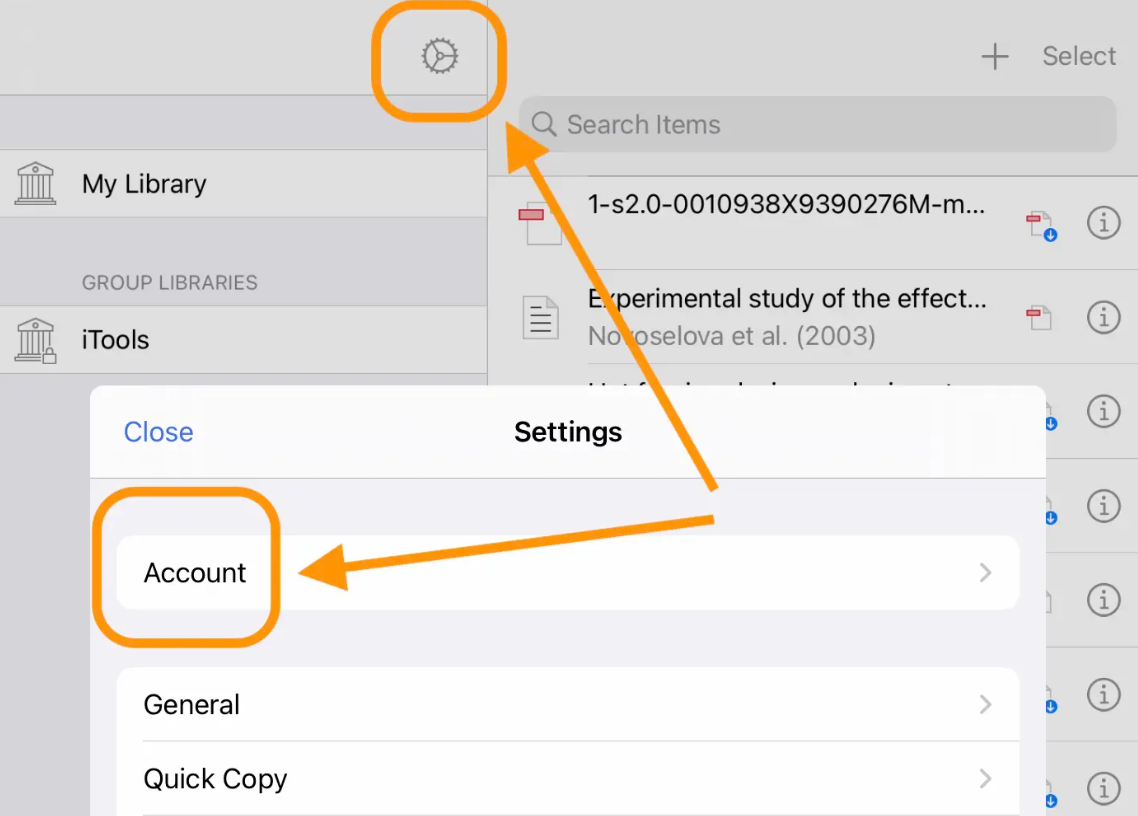 Select
Search Items
My Library
1-s2.0-0010938X9390276M-m...
GROUP LIBRARIES
Experimental study of the effect...
Novoselova et al. (2003)
iTools
Close
Settings
Account
General
Quick Copy